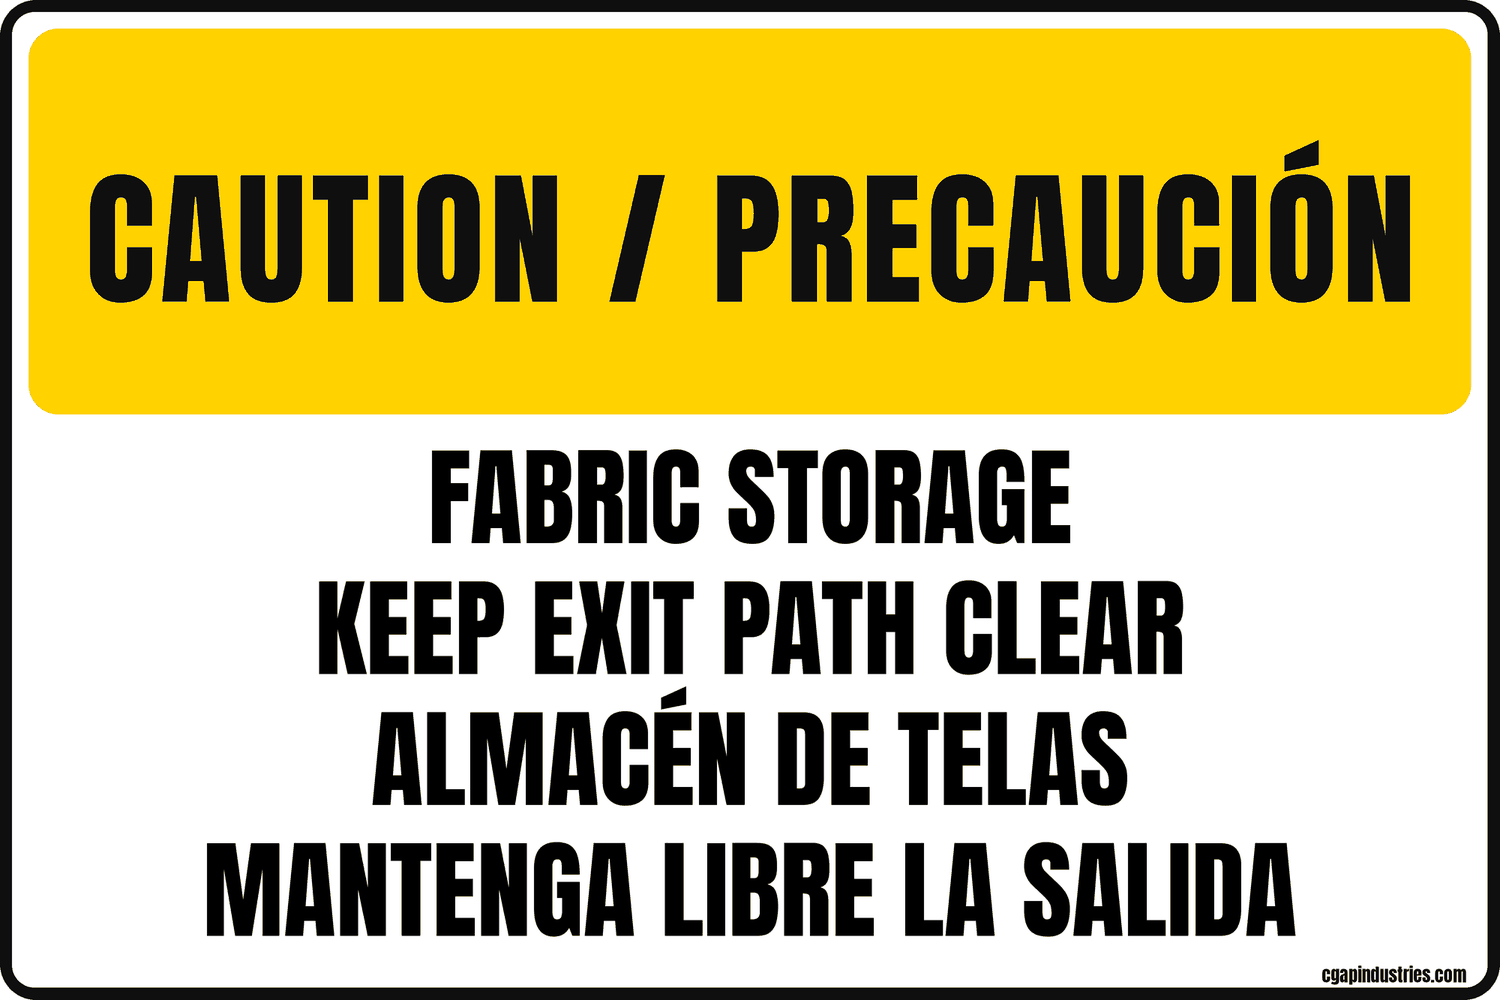 CAUTION / PRECAUCIÓN
FABRIC STORAGE
KEEP EXIT PATH CLEAR
ALMACÉN DE TELAS
MANTENGA LIBRE LA SALIDA
cgapindustries.com